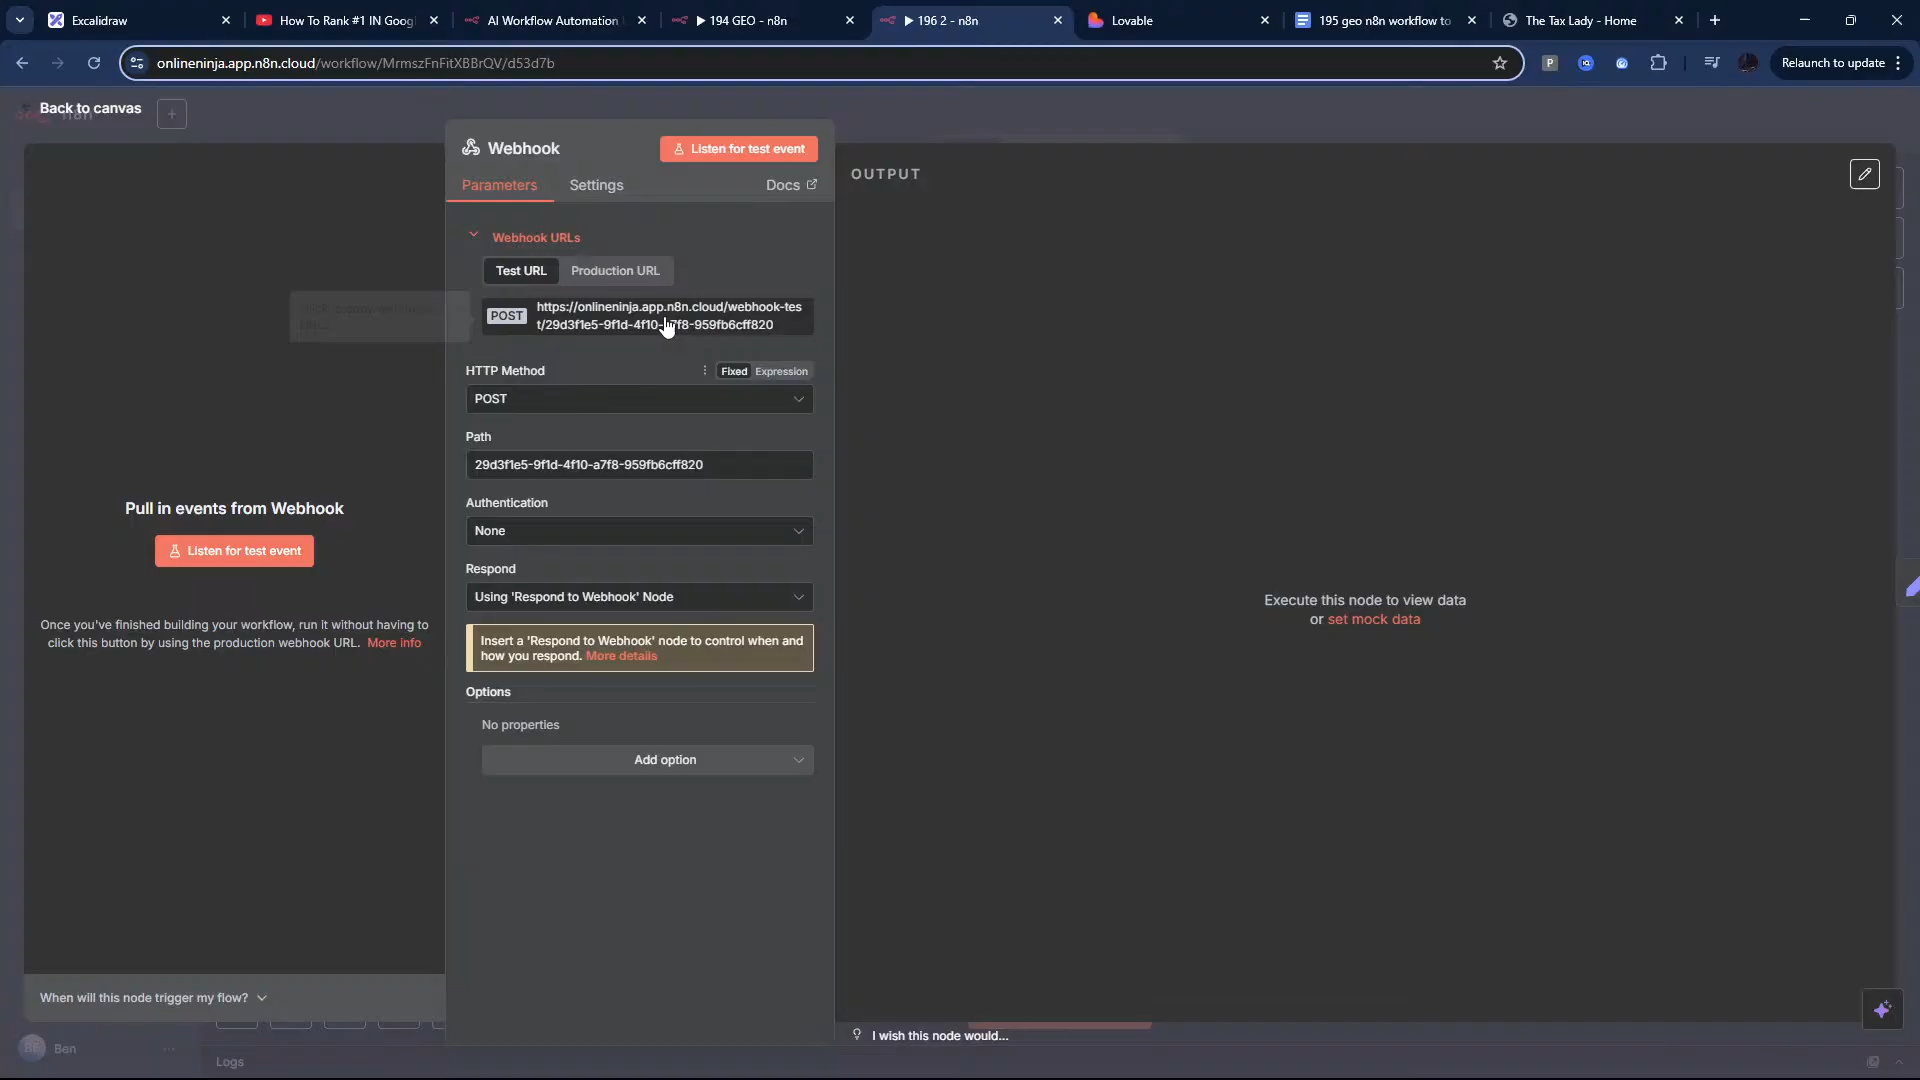 Excalidraw
How To Rank #1 IN Goog
AI Workflow Automation
▶ 194 GEO - n8n
▶ 196 2 - n8n
Lovable
195 geo n8n workflow to
The Tax Lady - Home
onlineninja.app.n8n.cloud/workflow/MrmszFnFitXBBrQV/d53d7b
Relaunch to update
Back to canvas
n8n
Webhook
Listen for test event
Parameters
Settings
Docs
OUTPUT
Webhook URLs
Test URL
Production URL
POST
https://onlineninja.app.n8n.cloud/webhook-tes
t/29d3f1e5-9f1d-4f10-a7f8-959fb6cff820
HTTP Method
Fixed
Expression
POST
Path
29d3f1e5-9f1d-4f10-a7f8-959fb6cff820
Authentication
None
Pull in events from Webhook
Listen for test event
Once you've finished building your workflow, run it without having to
click this button by using the production webhook URL. More info
Respond
Using 'Respond to Webhook' Node
Insert a 'Respond to Webhook' node to control when and
how you respond. More details
Options
No properties
Add option
Execute this node to view data
or set mock data
When will this node trigger my flow?
I wish this node would...
BE
Ben
Logs